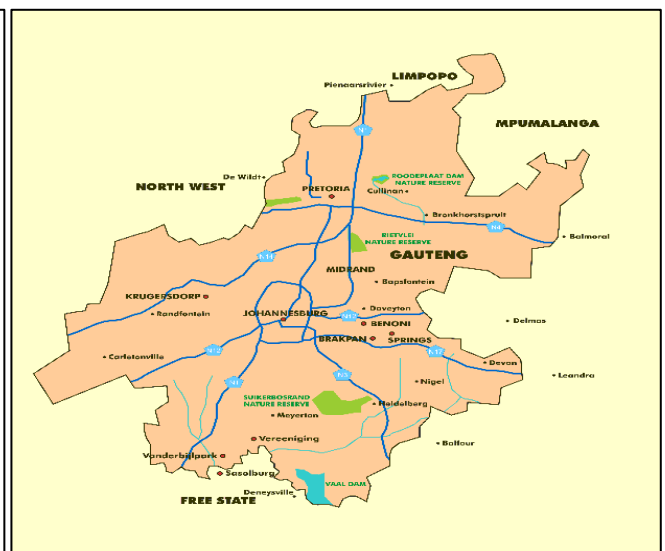 LIMPOPO
Pienaarsrivier
MPUMALANGA
N1
De Wildt
ROODEPLAAT DAM
NATURE RESERVE
NORTH WEST
PRETORIA
Cullinan
Bronkhorstspruit
N4
Balmoral
RIETVLEI
NATURE RESERVE
GAUTENG
N14
MIDRAND
Bapsfontein
KRUGERSDORP
Randfontein
JOHANNESBURG
Daveyton
N12
BENONI
Delmas
BRAKPAN
SPRINGS
N12
N17
Carletonville
Devon
Leandra
N1
N3
Nigel
SUIKERBOSRAND
NATURE RESERVE
Heidelberg
Meyerton
Vereeniging
Balfour
Vanderbijlpark
Sasolburg
VAAL DAM
Deneysville
FREE STATE